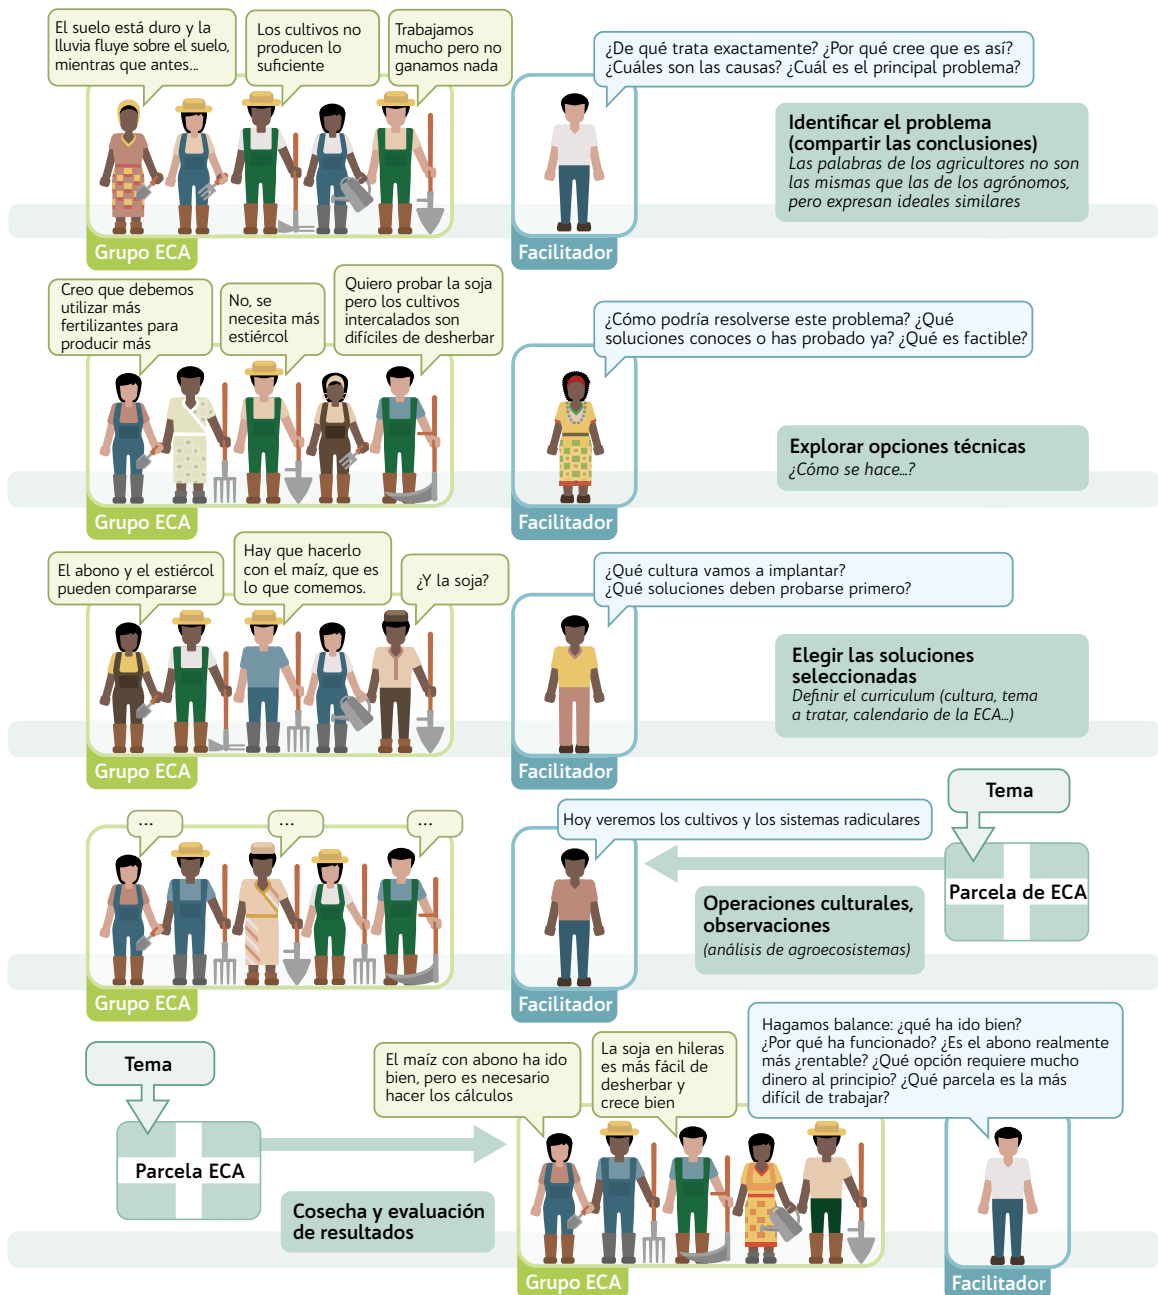 El suelo está duro y la
lluvia fluye sobre el suelo,
mientras que antes...
Los cultivos no
producen lo
suficiente
Trabajamos
mucho pero no
ganamos nada
¿De qué trata exactamente? ¿Por qué cree que es así?
¿Cuáles son las causas? ¿Cuál es el principal problema?
Identificar el problema
(compartir las conclusiones)
Las palabras de los agricultores no son
las mismas que las de los agrónomos,
pero expresan ideales similares
Grupo ECA
Facilitador
Creo que debemos
utilizar más
fertilizantes para
producir más
No, se
necesita más
estiércol
Quiero probar la soja
pero los cultivos
intercalados son
difíciles de desherbar
¿Cómo podría resolverse este problema? ¿Qué
soluciones conoces o has probado ya? ¿Qué es factible?
Explorar opciones técnicas
¿Cómo se hace...?
Grupo ECA
Facilitador
El abono y el estiércol
pueden compararse
Hay que hacerlo
con el maíz, que es
lo que comemos.
¿Y la soja?
¿Qué cultura vamos a implantar?
¿Qué soluciones deben probarse primero?
Elegir las soluciones
seleccionadas
Definir el curriculum (cultura, tema
a tratar, calendario de la ECA...)
Grupo ECA
Facilitador
...
...
...
Hoy veremos los cultivos y los sistemas radiculares
Tema
Parcela de ECA
Operaciones culturales,
observaciones
(análisis de agroecosistemas)
Grupo ECA
Facilitador
Tema
Parcela ECA
Cosecha y evaluación
de resultados
El maíz con abono ha ido
bien, pero es necesario
hacer los cálculos
La soja en hileras
es más fácil de
desherbar y
crece bien
Hagamos balance: ¿qué ha ido bien?
¿Por qué ha funcionado? ¿Es el abono realmente
más ¿rentable? ¿Qué opción requiere mucho
dinero al principio? ¿Qué parcela es la más
difícil de trabajar?
Grupo ECA
Facilitador